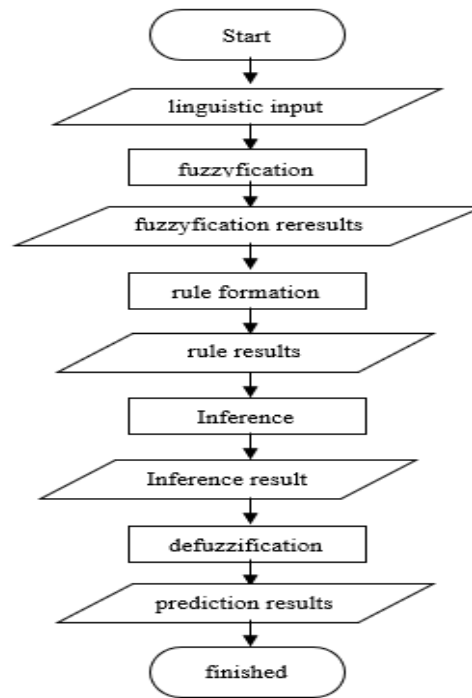 Start
linguistic input
fuzzyfication
fuzzyfication reresults
rule formation
rule results
Inference
Inference result
defuzzification
prediction results
finished